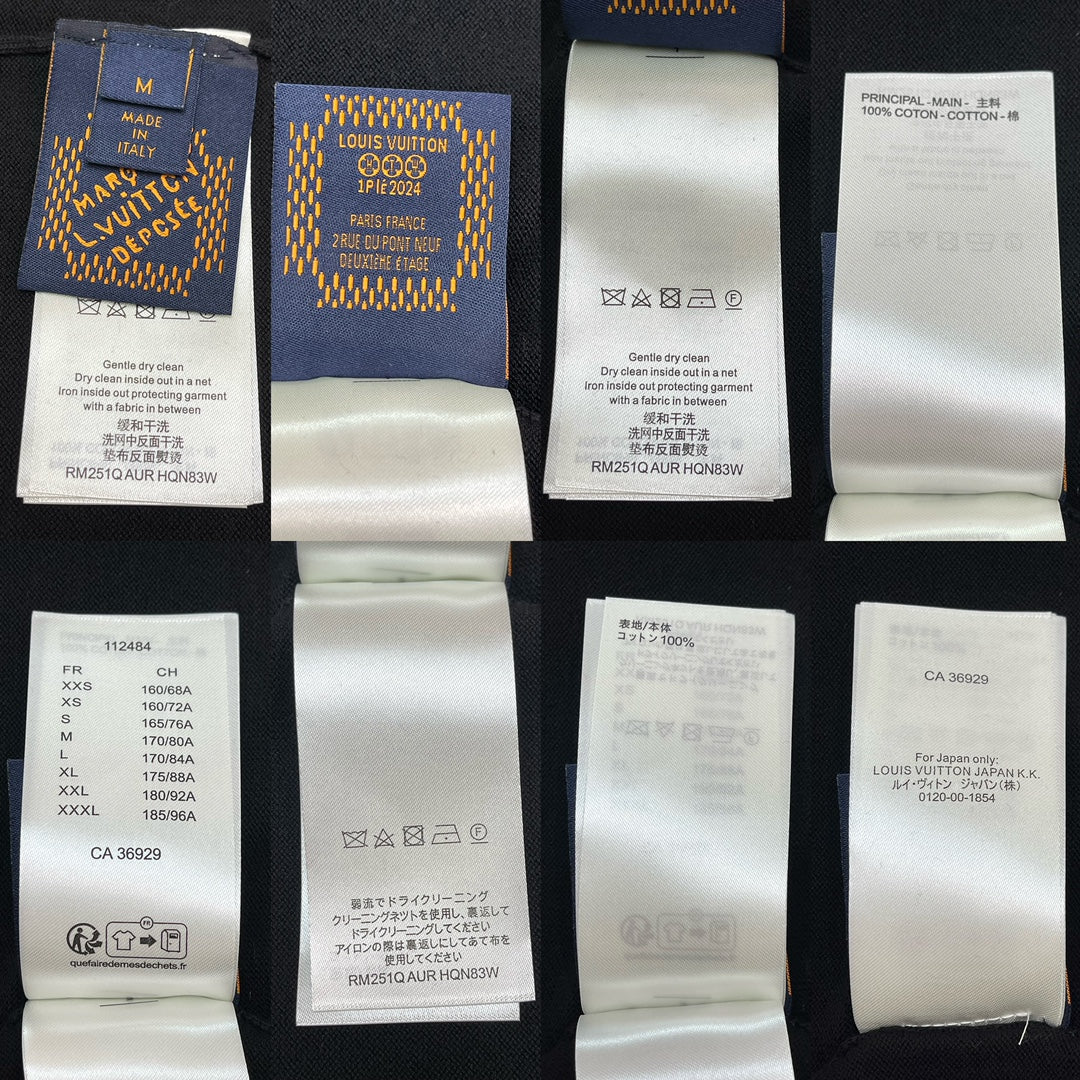 M
MADE
IN
ITALY
MARQ
L.VUITTON
DÉPOSÉE
Gentle dry clean
Dry clean inside out in a net
Iron inside out protecting garment
with a fabric in between
缓和干洗
洗网中反面干洗
垫布反面熨烫
RM251Q AUR HQN83W
LOUIS VUITTON
1PIÉ2024
PARIS FRANCE
2 RUE DU PONT NEUF
DEUXIÈME ÉTAGE
F
Gentle dry clean
Dry clean inside out in a net
Iron inside out protecting garment
with a fabric in between
缓和干洗
洗网中反面干洗
垫布反面熨烫
RM251Q AUR HQN83W
PRINCIPAL -MAIN- 主料
100% COTON - COTTON - 棉
112484
FR CH
XXS 160/68A
XS 160/72A
S 165/76A
M 170/80A
L 170/84A
XL 175/88A
XXL 180/92A
XXXL 185/96A
CA 36929
FR
quefairedemesdechets.fr
F
弱流でドライクリーニング
クリーニングネツトを使用し、裏返して
ドライクリーニングしてください
アイロンの際は裏返しにしてあて布を
使用してください
RM251Q AUR HQN83W
表地/本体
コットン 100%
CA 36929
For Japan only:
LOUIS VUITTON JAPAN K.K.
ルイ・ヴィトン ジャパン(株)
0120-00-1854